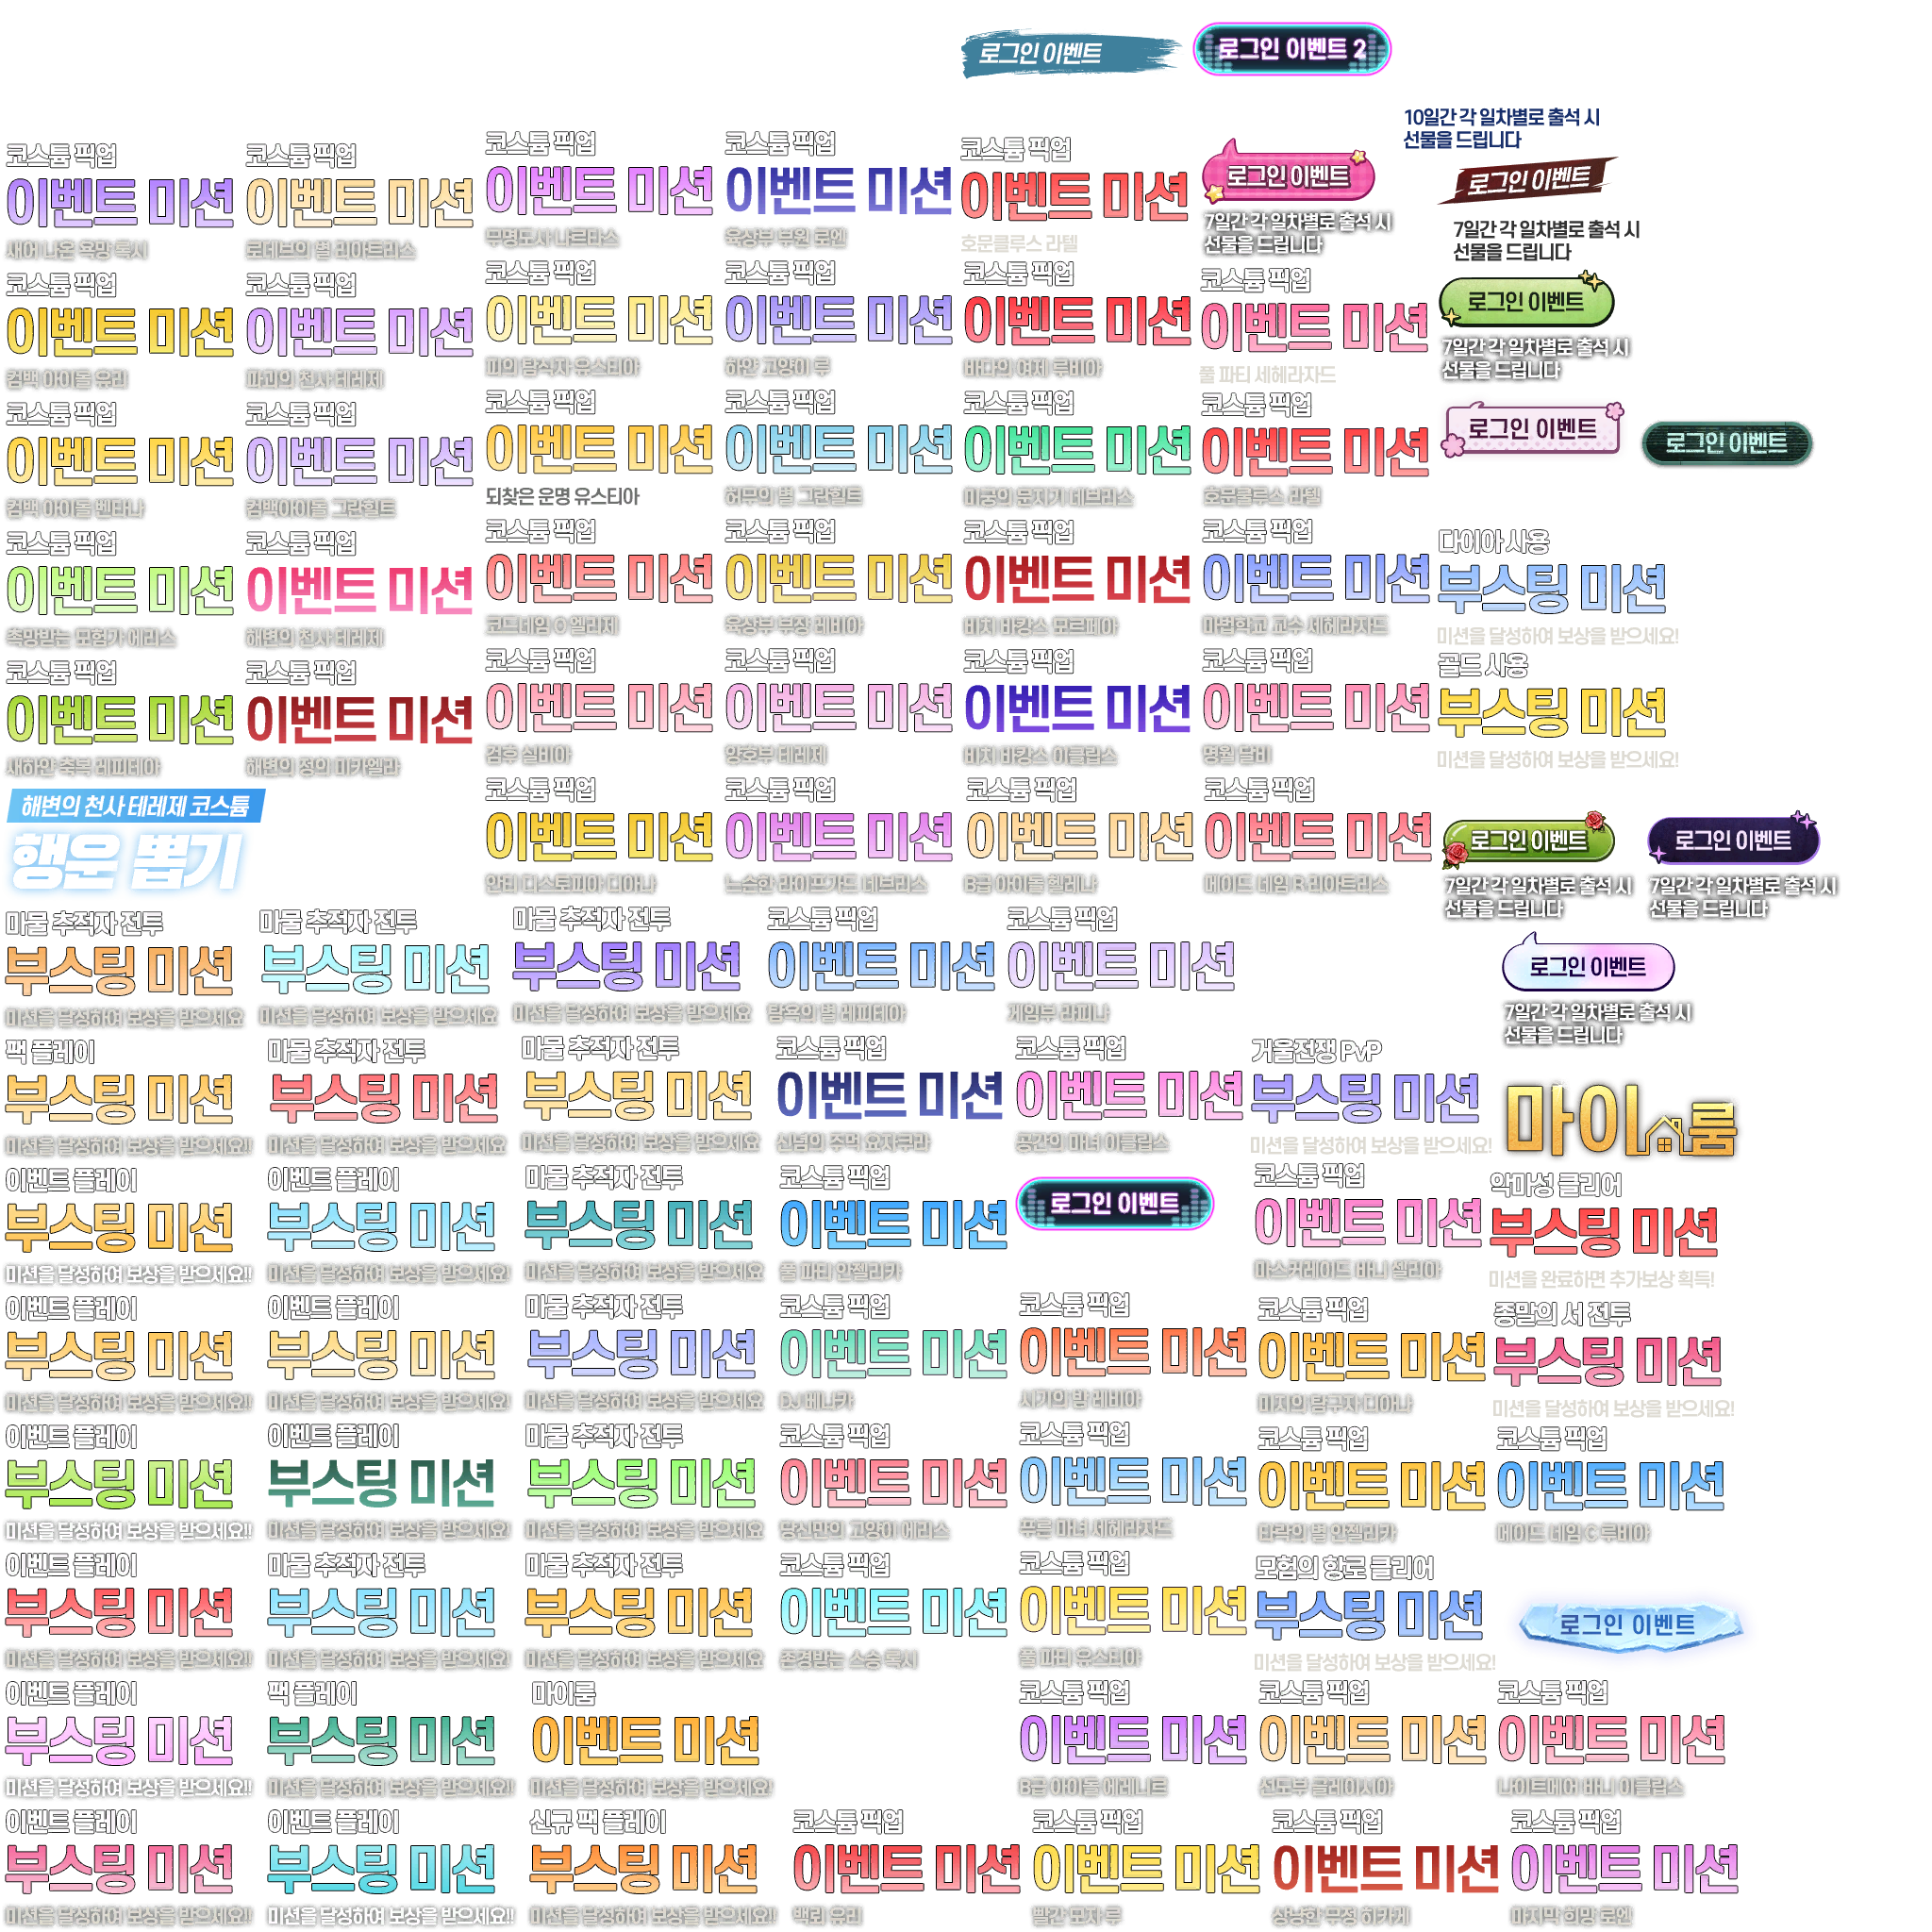 로그인 이벤트
로그인 이벤트 2
10일간 각 일차별로 출석 시
선물을 드립니다
코스튬 픽업
이벤트 미션
새어 나온 욕망 록시
코스튬 픽업
이벤트 미션
로데브의 별 리아트리스
코스튬 픽업
이벤트 미션
무명도사 나르타스
코스튬 픽업
이벤트 미션
육상부 부원 로엔
코스튬 픽업
이벤트 미션
호문클루스 라텔
로그인 이벤트
7일간 각 일차별로 출석 시
선물을 드립니다
로그인 이벤트
7일간 각 일차별로 출석 시
선물을 드립니다
코스튬 픽업
이벤트 미션
컴백 아이돌 유리
코스튬 픽업
이벤트 미션
파괴의 천사 테레제
코스튬 픽업
이벤트 미션
피의 탐식자 유스티아
코스튬 픽업
이벤트 미션
하얀 고양이 루
코스튬 픽업
이벤트 미션
바다의 여제 루비아
코스튬 픽업
이벤트 미션
풀 파티 세헤라자드
로그인 이벤트
7일간 각 일차별로 출석 시
선물을 드립니다
코스튬 픽업
이벤트 미션
컴백 아이돌 벤타나
코스튬 픽업
이벤트 미션
컴백아이돌 그란힐트
코스튬 픽업
이벤트 미션
되찾은 운명 유스티아
코스튬 픽업
이벤트 미션
허무의 별 그란힐트
코스튬 픽업
이벤트 미션
미궁의 문지기 네브리스
코스튬 픽업
이벤트 미션
호문클루스 라텔
로그인 이벤트
로그인 이벤트
코스튬 픽업
이벤트 미션
촉망받는 모험가 에리스
코스튬 픽업
이벤트 미션
해변의 천사 테레제
코스튬 픽업
이벤트 미션
코드네임 O 엘리제
코스튬 픽업
이벤트 미션
육상부 부장 레비아
코스튬 픽업
이벤트 미션
비치 바캉스 모르페아
코스튬 픽업
이벤트 미션
마법학교 교수 세헤라자드
다이아 사용
부스팅 미션
미션을 달성하여 보상을 받으세요!
코스튬 픽업
이벤트 미션
새하얀 축복 레피테아
코스튬 픽업
이벤트 미션
해변의 정의 미카엘라
코스튬 픽업
이벤트 미션
검후 실비아
코스튬 픽업
이벤트 미션
양호부 테레제
코스튬 픽업
이벤트 미션
비치 바캉스 이클립스
코스튬 픽업
이벤트 미션
명월 달비
골드 사용
부스팅 미션
미션을 달성하여 보상을 받으세요!
해변의 천사 테레제 코스튬
행운 뽑기
코스튬 픽업
이벤트 미션
안티 디스토피아 디아나
코스튬 픽업
이벤트 미션
느슨한 라이프가드 네브리스
코스튬 픽업
이벤트 미션
B급 아이돌 헬레나
코스튬 픽업
이벤트 미션
메이드 네임 R 리아트리스
로그인 이벤트
7일간 각 일차별로 출석 시
선물을 드립니다
로그인 이벤트
7일간 각 일차별로 출석 시
선물을 드립니다
마물 추적자 전투
부스팅 미션
미션을 달성하여 보상을 받으세요
마물 추적자 전투
부스팅 미션
미션을 달성하여 보상을 받으세요
마물 추적자 전투
부스팅 미션
미션을 달성하여 보상을 받으세요
코스튬 픽업
이벤트 미션
탐욕의 별 레피테아
코스튬 픽업
이벤트 미션
게임부 라피나
로그인 이벤트
7일간 각 일차별로 출석 시
선물을 드립니다
팩 플레이
부스팅 미션
미션을 달성하여 보상을 받으세요!!
마물 추적자 전투
부스팅 미션
미션을 달성하여 보상을 받으세요
마물 추적자 전투
부스팅 미션
미션을 달성하여 보상을 받으세요
코스튬 픽업
이벤트 미션
신념의 주먹 요자쿠라
코스튬 픽업
이벤트 미션
공간의 마녀 이클립스
거울전쟁 PvP
부스팅 미션
미션을 달성하여 보상을 받으세요!
마이룸
이벤트 플레이
부스팅 미션
미션을 달성하여 보상을 받으세요!!
이벤트 플레이
부스팅 미션
미션을 달성하여 보상을 받으세요!
마물 추적자 전투
부스팅 미션
미션을 달성하여 보상을 받으세요
코스튬 픽업
이벤트 미션
풀 파티 안젤리카
로그인 이벤트
코스튬 픽업
이벤트 미션
마스커레이드 바니 셀리아
악마성 클리어
부스팅 미션
미션을 완료하면 추가보상 획득!
이벤트 플레이
부스팅 미션
미션을 달성하여 보상을 받으세요!!
이벤트 플레이
부스팅 미션
미션을 달성하여 보상을 받으세요!
마물 추적자 전투
부스팅 미션
미션을 달성하여 보상을 받으세요
코스튬 픽업
이벤트 미션
DJ 베니카
코스튬 픽업
이벤트 미션
시기의 밤 레비아
코스튬 픽업
이벤트 미션
미지의 탐구자 디아나
종말의 서 전투
부스팅 미션
미션을 달성하여 보상을 받으세요!
이벤트 플레이
부스팅 미션
미션을 달성하여 보상을 받으세요!!
이벤트 플레이
부스팅 미션
미션을 달성하여 보상을 받으세요!
마물 추적자 전투
부스팅 미션
미션을 달성하여 보상을 받으세요
코스튬 픽업
이벤트 미션
당신만의 고양이 에리스
코스튬 픽업
이벤트 미션
푸른 마녀 세헤라자드
코스튬 픽업
이벤트 미션
타락의 별 안젤리카
코스튬 픽업
이벤트 미션
메이드 네임 C 루비아
이벤트 플레이
부스팅 미션
미션을 달성하여 보상을 받으세요!!
마물 추적자 전투
부스팅 미션
미션을 달성하여 보상을 받으세요!
마물 추적자 전투
부스팅 미션
미션을 달성하여 보상을 받으세요
코스튬 픽업
이벤트 미션
존경받는 스승 록시
코스튬 픽업
이벤트 미션
풀 파티 유스티아
모험의 항로 클리어
부스팅 미션
미션을 달성하여 보상을 받으세요!
로그인 이벤트
이벤트 플레이
부스팅 미션
미션을 달성하여 보상을 받으세요!!
팩 플레이
부스팅 미션
미션을 달성하여 보상을 받으세요!!
마이룸
이벤트 미션
미션을 달성하여 보상을 받으세요!
코스튬 픽업
이벤트 미션
B급 아이돌 에레니르
코스튬 픽업
이벤트 미션
선도부 글레이시아
코스튬 픽업
이벤트 미션
나이트메어 바니 이클립스
이벤트 플레이
부스팅 미션
미션을 달성하여 보상을 받으세요!!
이벤트 플레이
부스팅 미션
미션을 달성하여 보상을 받으세요!!
신규 팩 플레이
부스팅 미션
미션을 달성하여 보상을 받으세요!!
코스튬 픽업
이벤트 미션
백뢰 유리
코스튬 픽업
이벤트 미션
빨간 모자 루
코스튬 픽업
이벤트 미션
상냥한 무정 히카게
코스튬 픽업
이벤트 미션
마지막 희망 로엔